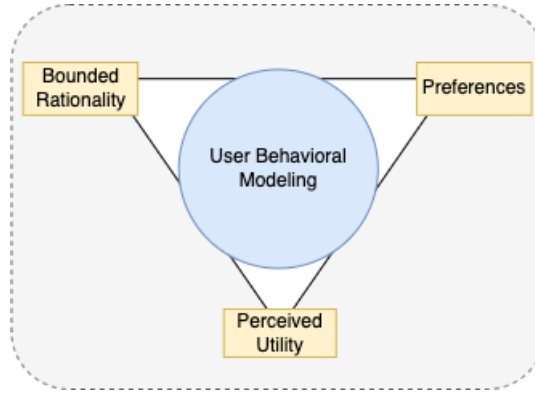 Bounded
Rationality
Preferences
User Behavioral
Modeling
Perceived
Utility